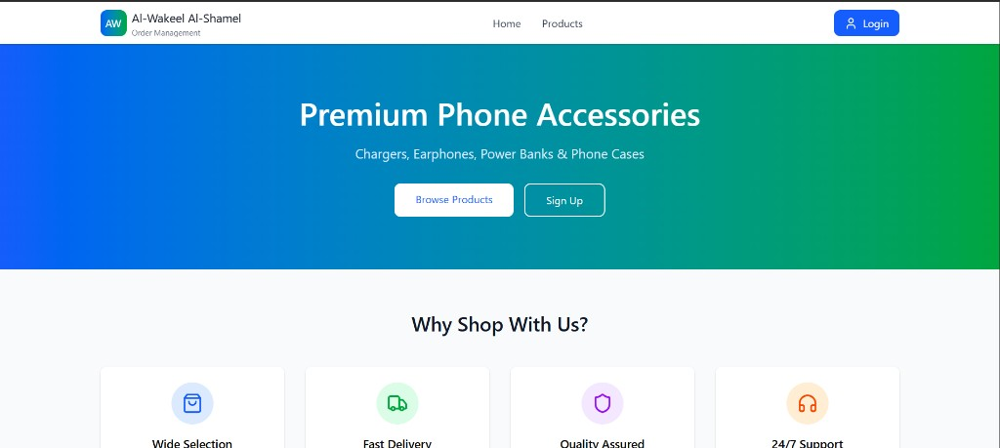 AW
Al-Wakeel Al-Shamel
Order Management
Home
Products
Login
Premium Phone Accessories
Chargers, Earphones, Power Banks & Phone Cases
Browse Products
Sign Up
Why Shop With Us?
Wide Selection
Fast Delivery
Quality Assured
24/7 Support